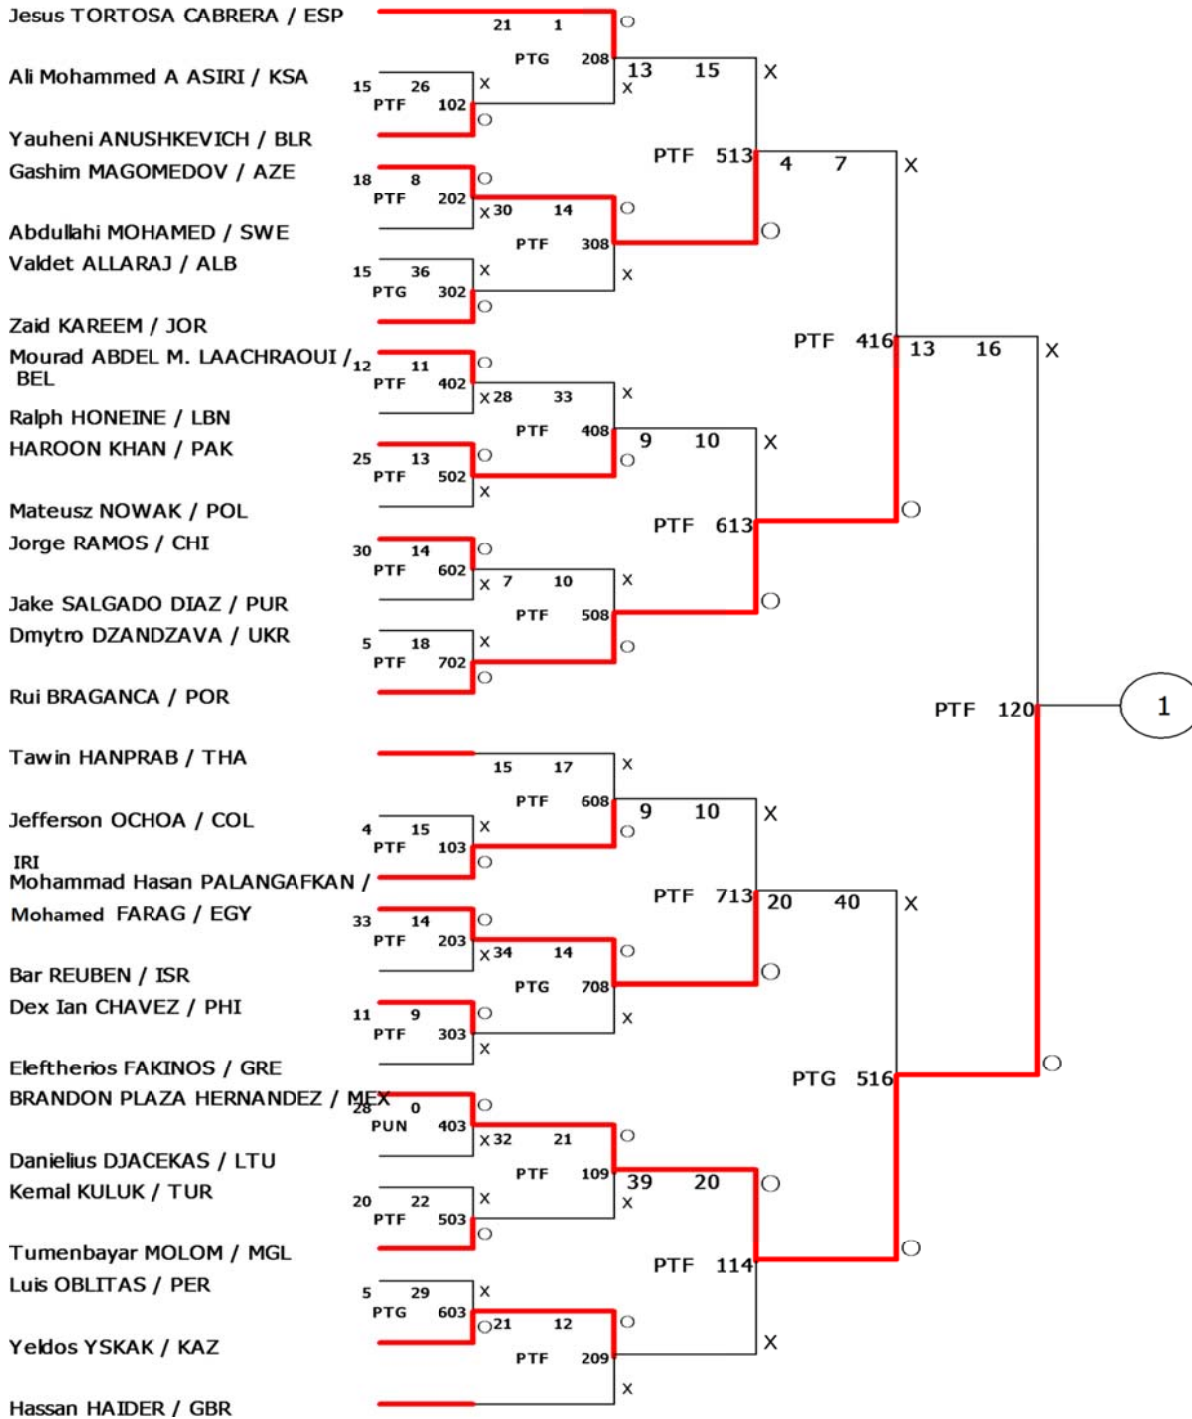 Jesus TORTOSA CABRERA / ESP
O
21 1
PTG 208
13 15 X
Ali Mohammed A ASIRI / KSA
15 26 X
X
PTF 102
O
Yauheni ANUSHKEVICH / BLR
PTF 513
4 7 X
Gashim MAGOMEDOV / AZE
18 8 O
PTF 202
X 30 14 O
Abdullahi MOHAMED / SWE
O
PTF 308
Valdet ALLARAJ / ALB
15 36 X
X
PTG 302
O
Zaid KAREEM / JOR
PTF 416
13 16 X
Mourad ABDEL M. LAACHRAOUI /
BEL
12 11 O
PTF 402
X 28 33 X
Ralph HONEINE / LBN
PTF 408
9 10 X
HAROON KHAN / PAK
25 13 O
O
PTF 502
X
Mateusz NOWAK / POL
O
PTF 613
Jorge RAMOS / CHI
30 14 O
PTF 602
X 7 10 X
Jake SALGADO DIAZ / PUR
O
PTF 508
Dmytro DZANDZAVA / UKR
5 18 X
O
PTF 702
O
Rui BRAGANCA / POR
PTF 120
1
Tawin HANPRAB / THA
15 17 X
PTF 608
9 10 X
Jefferson OCHOA / COL
4 15 X
O
PTF 103
O
IRI
Mohammad Hasan PALANGAFKAN /
PTF 713
20 40 X
Mohamed FARAG / EGY
33 14 O
PTF 203
X 34 14 O
Bar REUBEN / ISR
O
PTG 708
Dex Ian CHAVEZ / PHI
11 9 O
X
PTF 303
X
Eleftherios FAKINOS / GRE
O
PTG 516
BRANDON PLAZA HERNANDEZ / MEX
28 0 O
PUN 403
X 32 21 O
Danielius DJACEKAS / LTU
PTF 109
39 20 O
Kemal KULUK / TUR
20 22 X
X
PTF 503
O
Tumenbayar MOLOM / MGL
O
PTF 114
Luis OBLITAS / PER
5 29 X
PTG 603
O 21 12 O
Yeldos YSKAK / KAZ
X
PTF 209
X
Hassan HAIDER / GBR